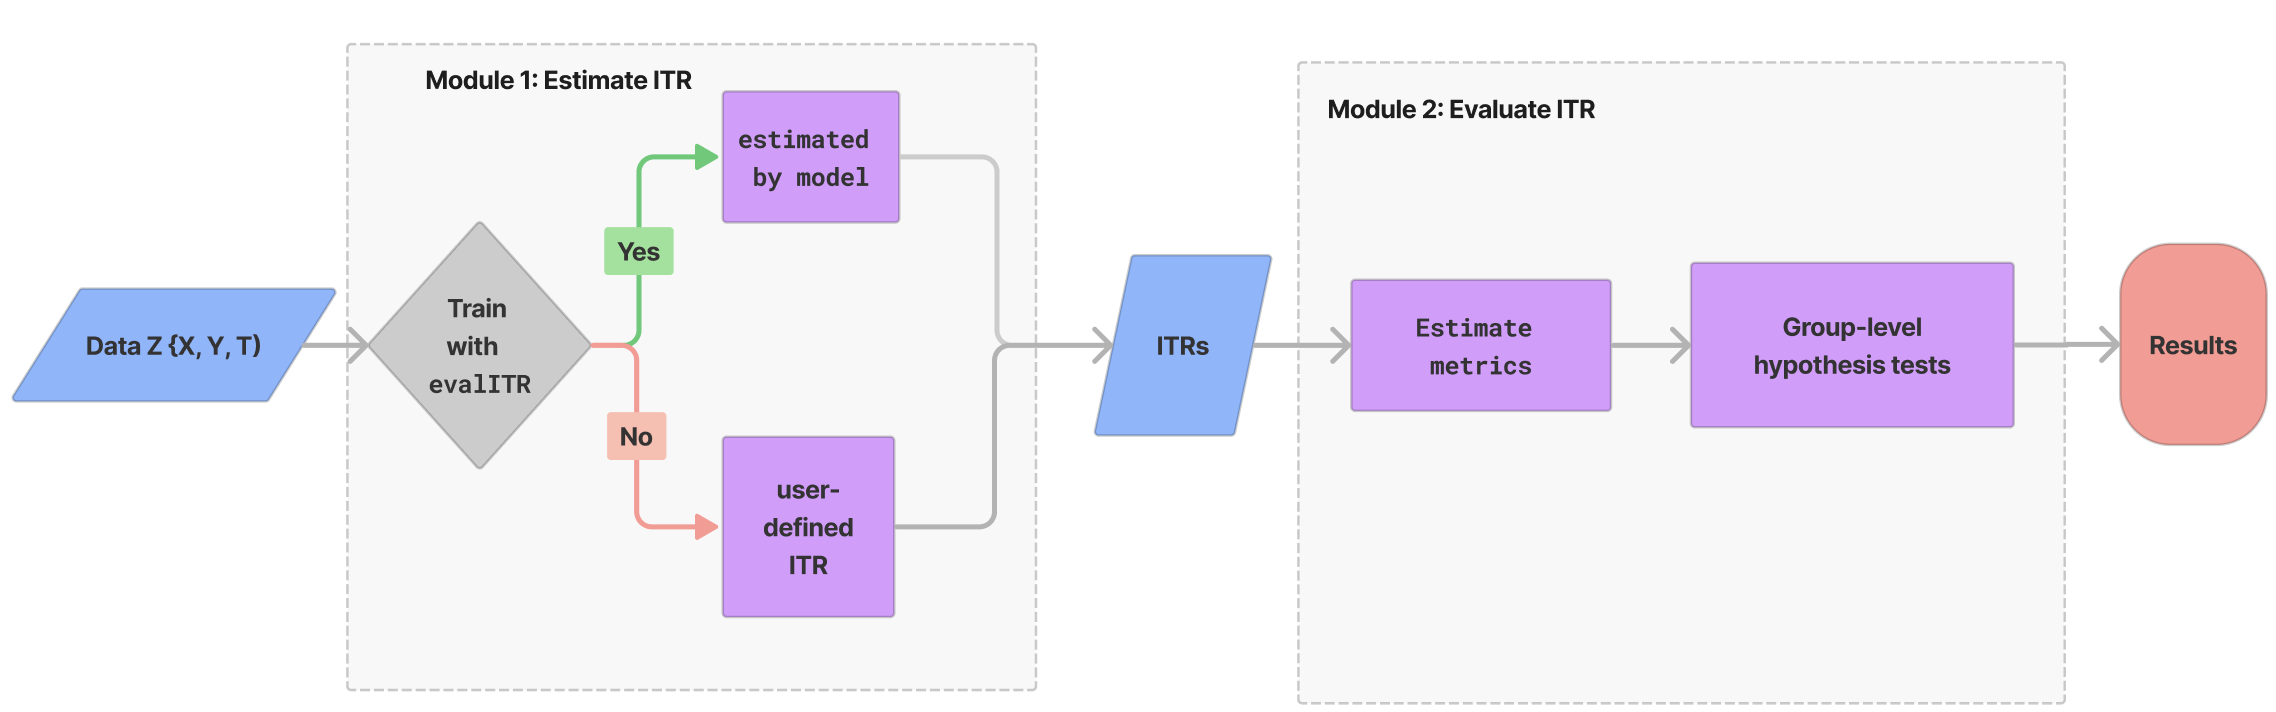 Module 1: Estimate ITR
estimated
by model
Yes
Train
with
evalITR
Data Z {X, Y, T)
No
user-
defined
ITR
ITRs
Module 2: Evaluate ITR
Estimate
metrics
Group-level
hypothesis tests
Results